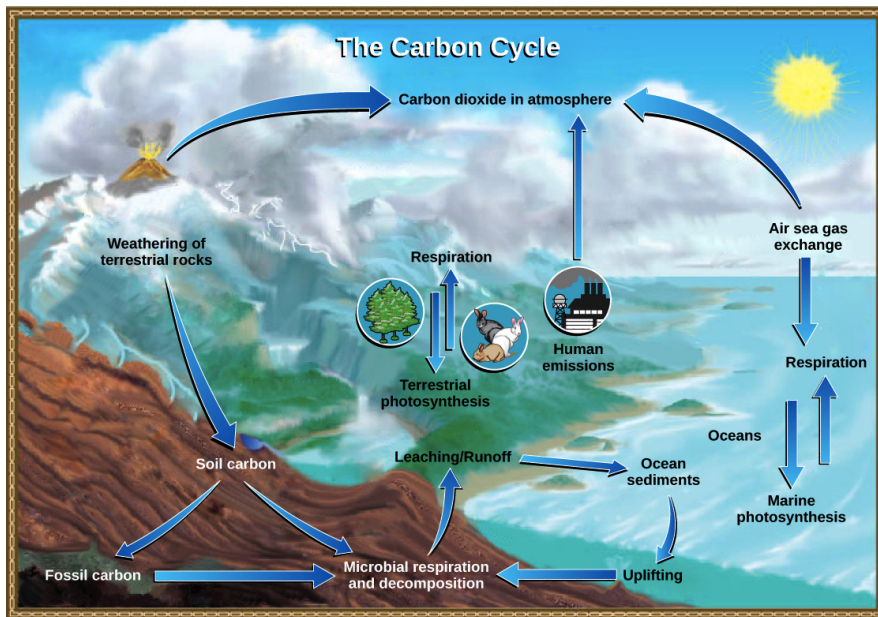 The Carbon Cycle
Carbon dioxide in atmosphere
Air sea gas
exchange
Weathering of
terrestrial rocks
Respiration
Human
emissions
Respiration
Terrestrial
photosynthesis
Oceans
Leaching/Runoff
Soil carbon
Ocean
sediments
Marine
photosynthesis
Fossil carbon
Microbial respiration
and decomposition
Uplifting